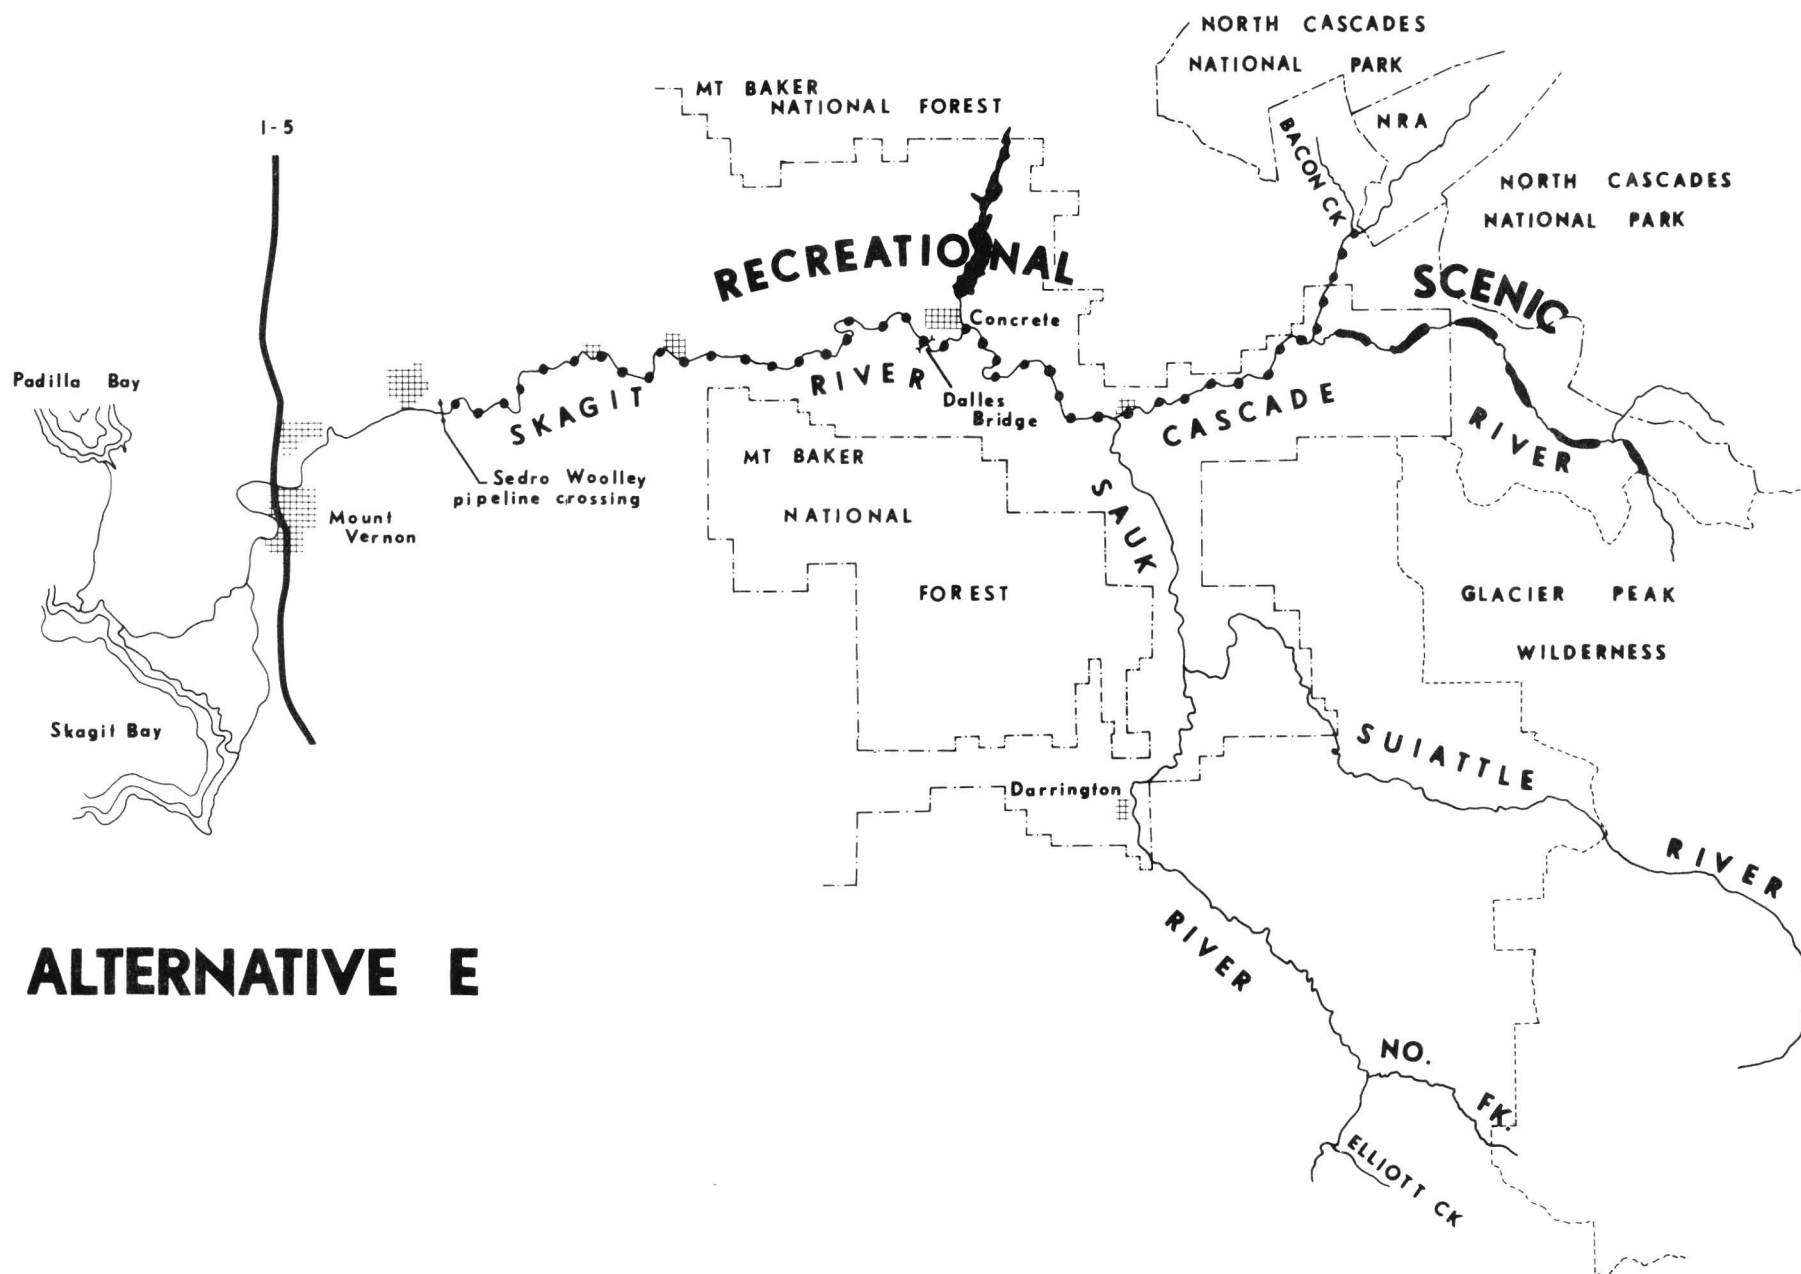 NORTH CASCADES
NATIONAL PARK
MT BAKER
NATIONAL FOREST
I-5
NRA
BACON CK
NORTH CASCADES
NATIONAL PARK
RECREATIONAL
SCENIC
Concrete
Padilla Bay
SKAGIT RIVER
Dalles
Bridge
CASCADE RIVER
MT BAKER
NATIONAL
FOREST
Sedro Woolley
pipeline crossing
Mount
Vernon
SAUK RIVER
GLACIER PEAK
WILDERNESS
Skagit Bay
SUIATTLE RIVER
Darrington
ALTERNATIVE E
NO. FK.
ELLIOTT CK